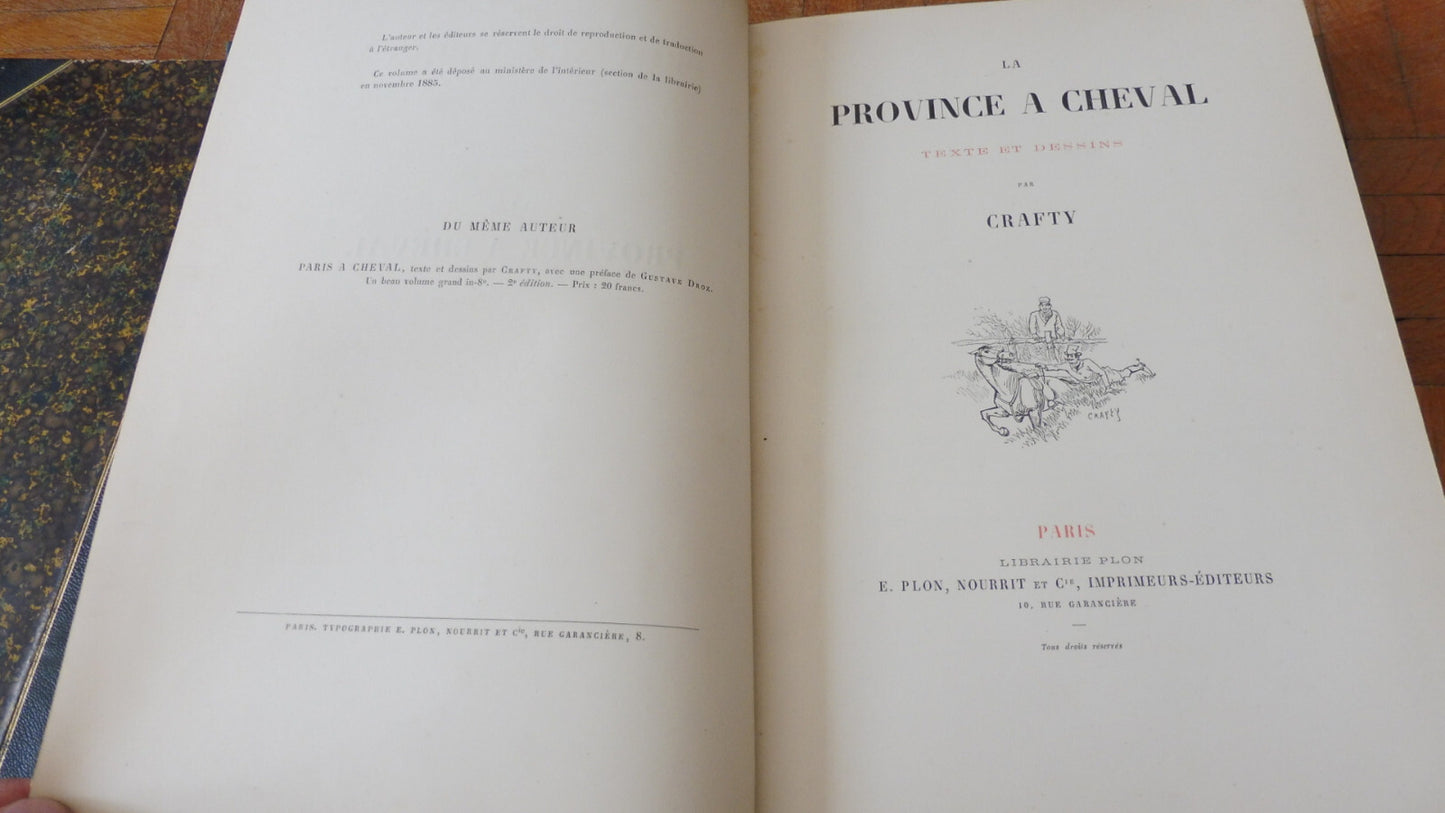 L'auteur et les éditeurs se réservent le droit de reproduction et de traduction
à l'étranger.
Ce volume a été déposé au ministère de l'intérieur (section de la librairie)
en novembre 1885.
DU MÊME AUTEUR
PARIS A CHEVAL, texte et dessins par CRAFTY, avec une préface de GUSTAVE DROZ.
Un beau volume grand in-8º. — 2e édition. — Prix : 20 francs.
PARIS. TYPOGRAPHIE E. PLON, NOURRIT ET Cie, RUE GARANCIÈRE, 8.
LA
PROVINCE A CHEVAL
TEXTE ET DESSINS
PAR
CRAFTY
CRAFTY
PARIS
LIBRAIRIE PLON
E. PLON, NOURRIT ET CIE, IMPRIMEURS-ÉDITEURS
10, RUE GARANCIÈRE
Tous droits réservés